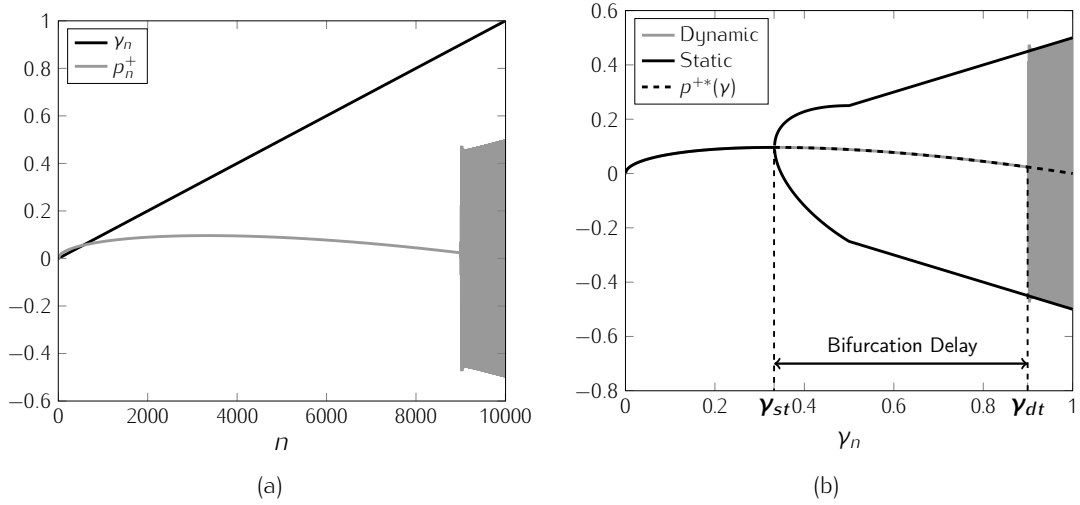 1
0.8
0.6
0.4
0.2
0
−0.2
−0.4
−0.6
0 2000 4000 6000 8000 10000
n
γn
pn+
(a)
0.6
0.4
0.2
0
−0.2
−0.4
−0.6
−0.8
0 0.2 γst 0.4 0.6 0.8 γdt 1
γn
Dynamic
Static
p+*(γ)
Bifurcation Delay
(b)